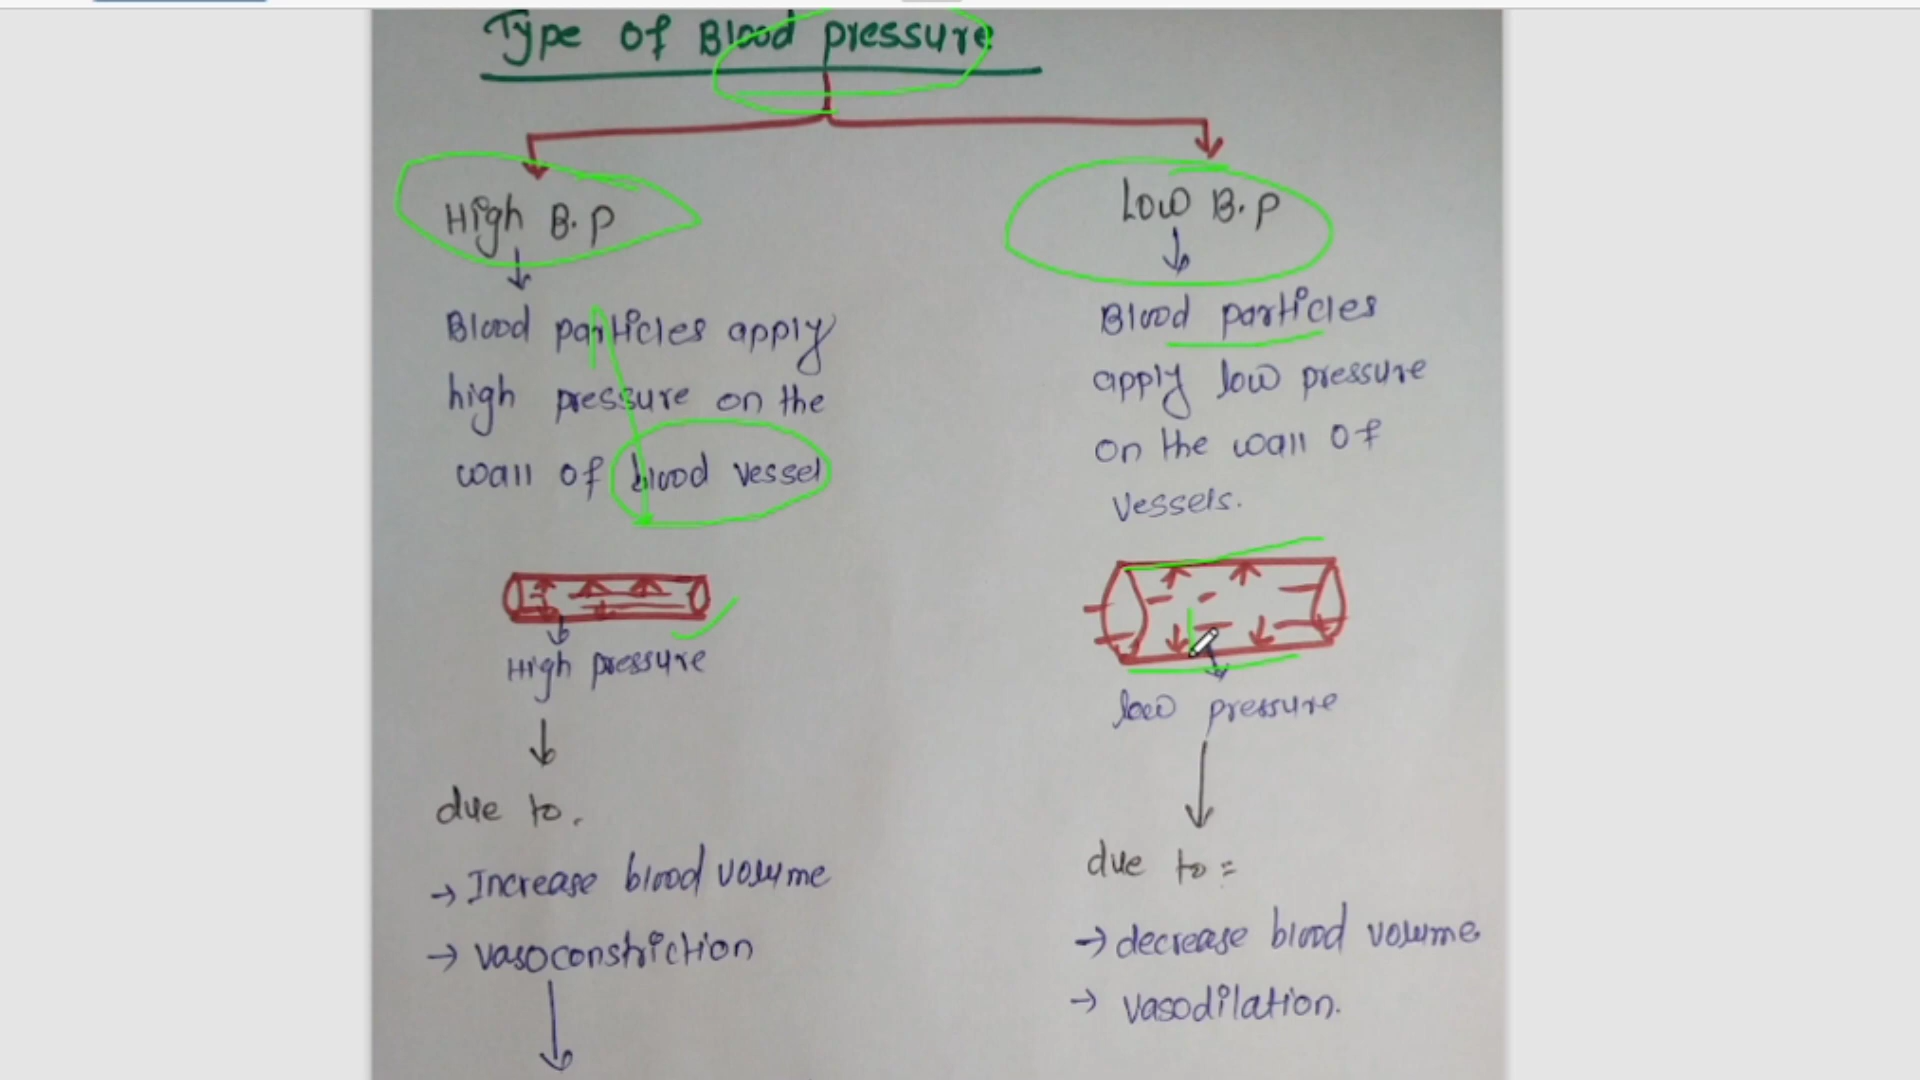 Type of Blood pressure
High B.P
Blood particles apply
high pressure on the
wall of blood vessel
High pressure
due to.
→ Increase blood volume
→ vasoconstriction
Low B.P
Blood particles
apply low pressure
on the wall of
vessels.
low pressure
due to =
→ decrease blood volume
→ vasodilation.